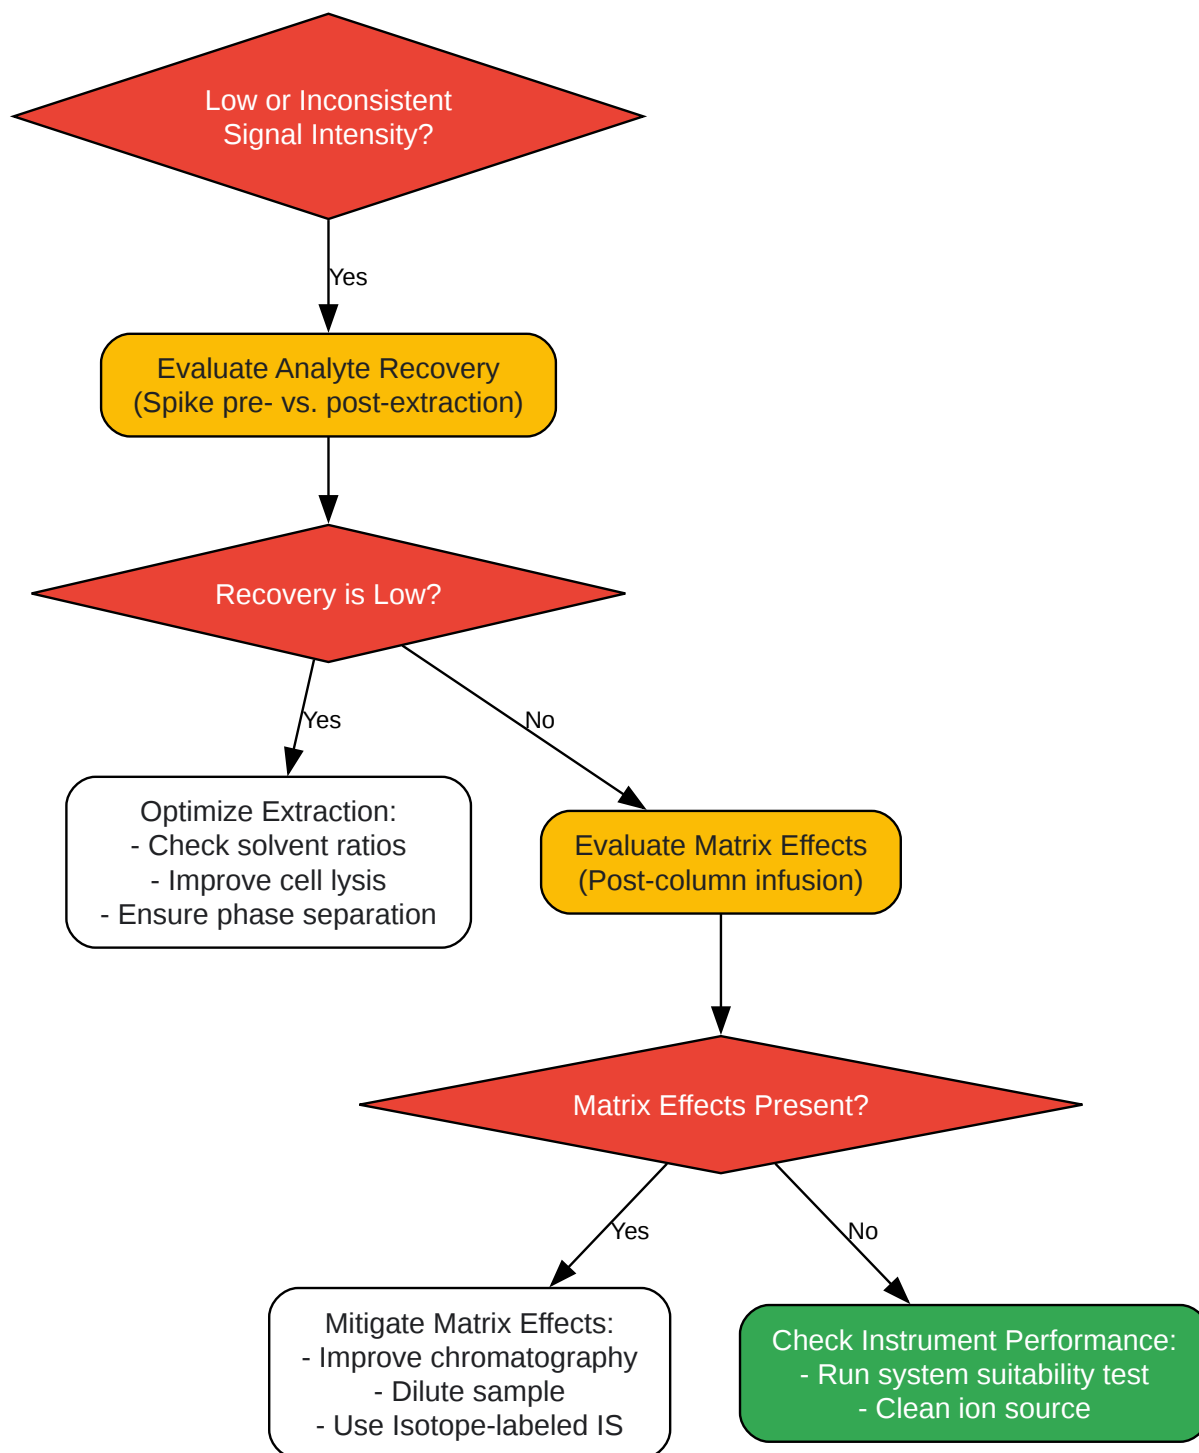 Low or Inconsistent
Signal Intensity?
Yes
Evaluate Analyte Recovery
(Spike pre- vs. post-extraction)
Recovery is Low?
Yes
No
Optimize Extraction:
- Check solvent ratios
- Improve cell lysis
- Ensure phase separation
Evaluate Matrix Effects
(Post-column infusion)
Matrix Effects Present?
Yes
No
Mitigate Matrix Effects:
- Improve chromatography
- Dilute sample
- Use Isotope-labeled IS
Check Instrument Performance:
- Run system suitability test
- Clean ion source